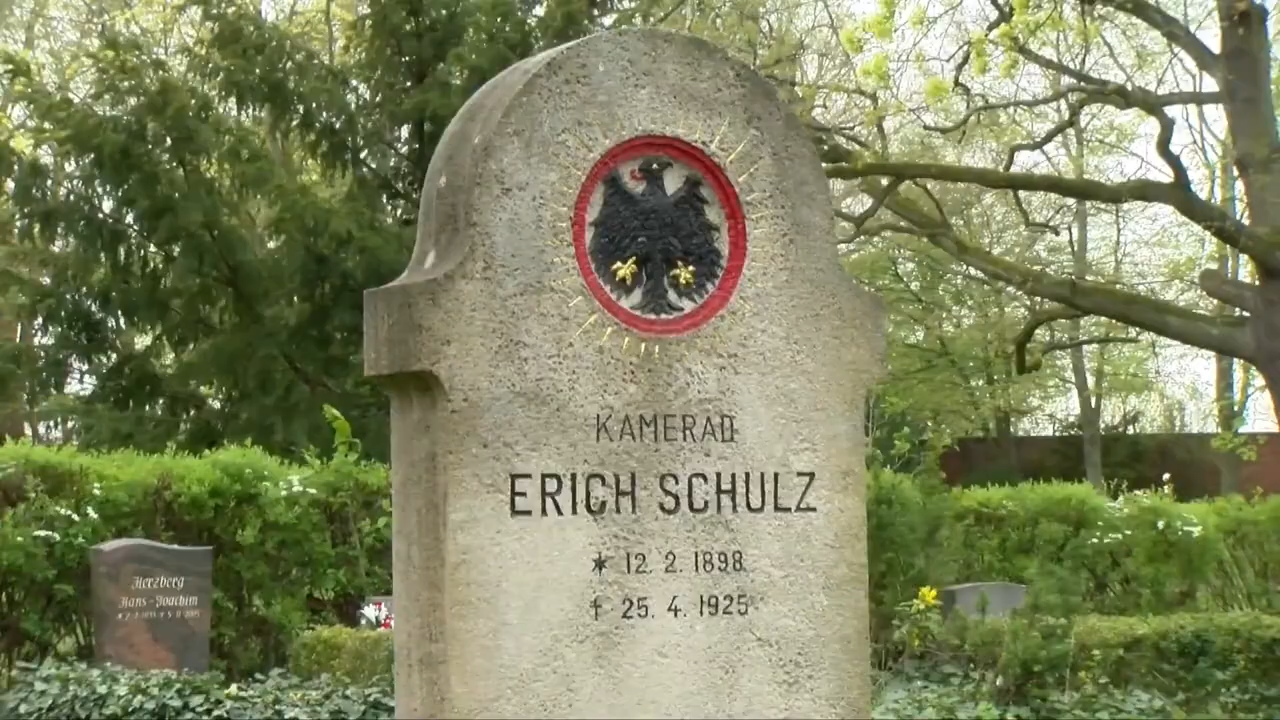 KAMERAD
ERICH SCHULZ
* 12. 2. 1898
† 25. 4. 1925
Herzberg
Hans-Joachim